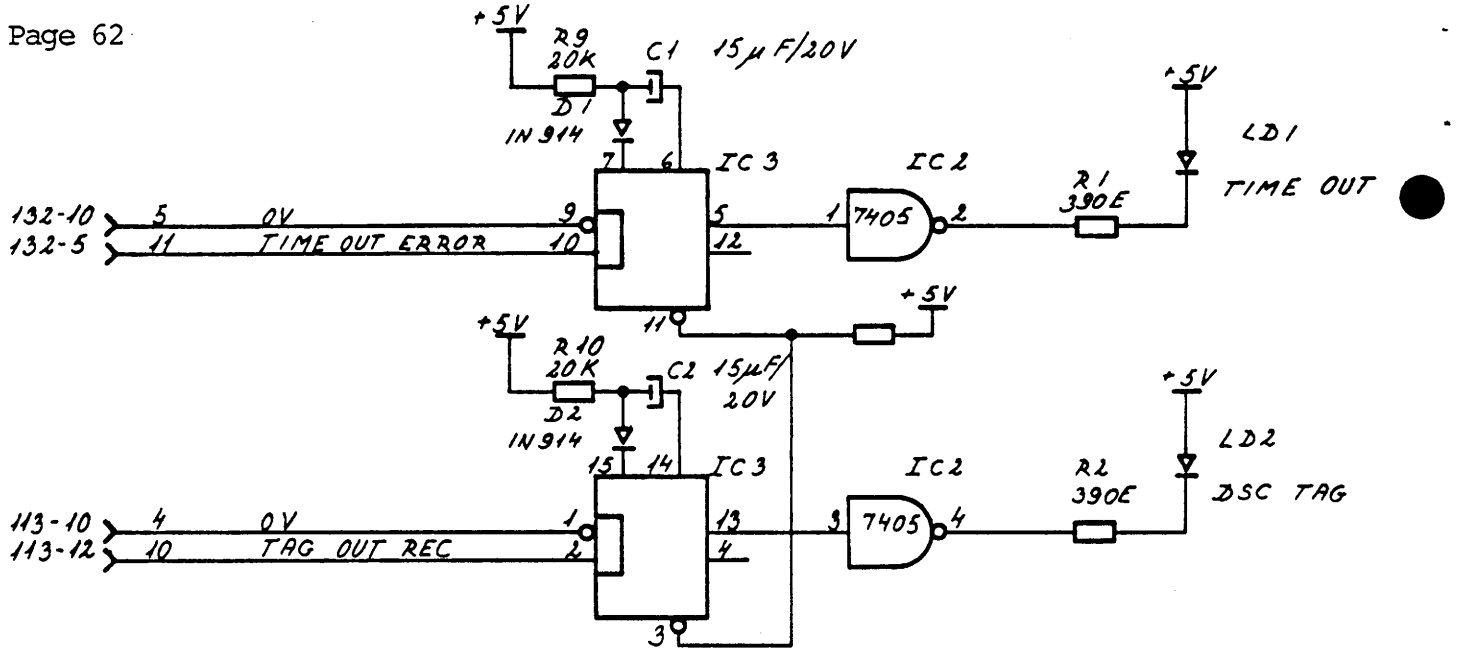 Page 62
+5V
R9
20K
C1 15µF/20V
D1
IN914
7 6 IC3
IC2
+5V
LD1
TIME OUT
R1
390E
132-10 5 0V 9
5 1 7405 2
132-5 11 TIME OUT ERROR 10
12
11
+5V
+5V
R10
20K
C2 15µF/
20V
D2
IN914
15 14 IC3
IC2
+5V
LD2
DSC TAG
R2
390E
113-10 4 0V 1
13 3 7405 4
113-12 10 TAG OUT REC 2
4
3